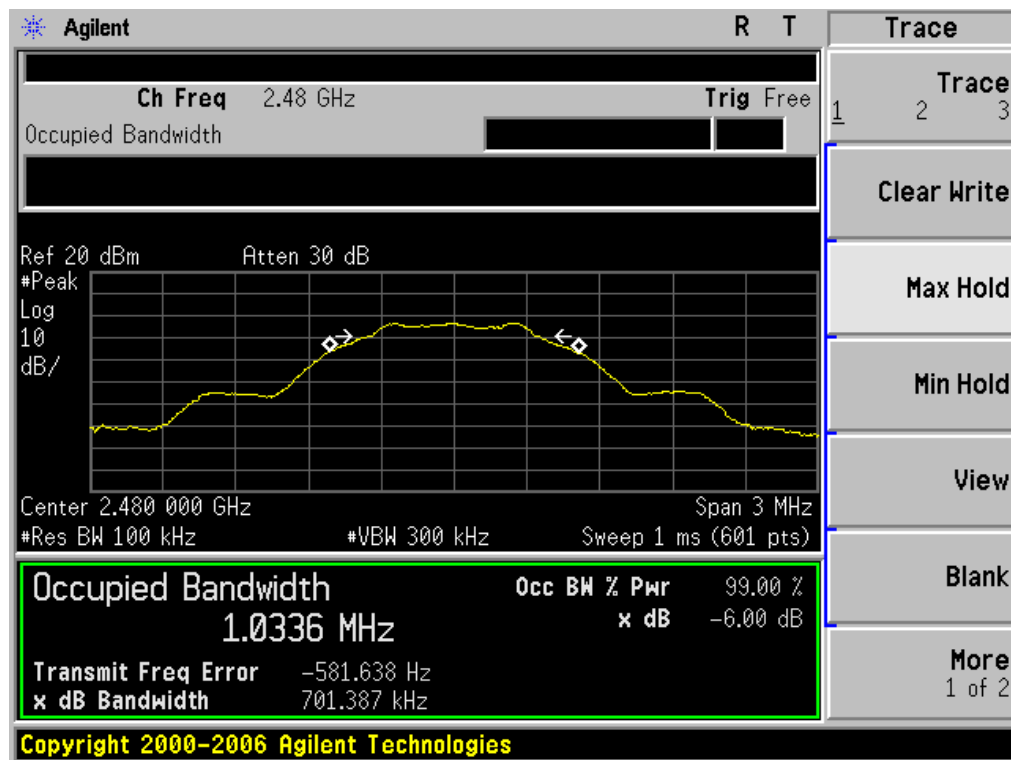 Agilent R T
Ch Freq 2.48 GHz Trig Free
Occupied Bandwidth
Ref 20 dBm Atten 30 dB
#Peak
Log
10
dB/
Center 2.480 000 GHz Span 3 MHz
#Res BW 100 kHz #VBW 300 kHz Sweep 1 ms (601 pts)
Occupied Bandwidth Occ BW % Pwr 99.00 %
1.0336 MHz x dB -6.00 dB
Transmit Freq Error -581.638 Hz
x dB Bandwidth 701.387 kHz
Copyright 2000-2006 Agilent Technologies
Trace
Trace
1 2 3
Clear Write
Max Hold
Min Hold
View
Blank
More
1 of 2